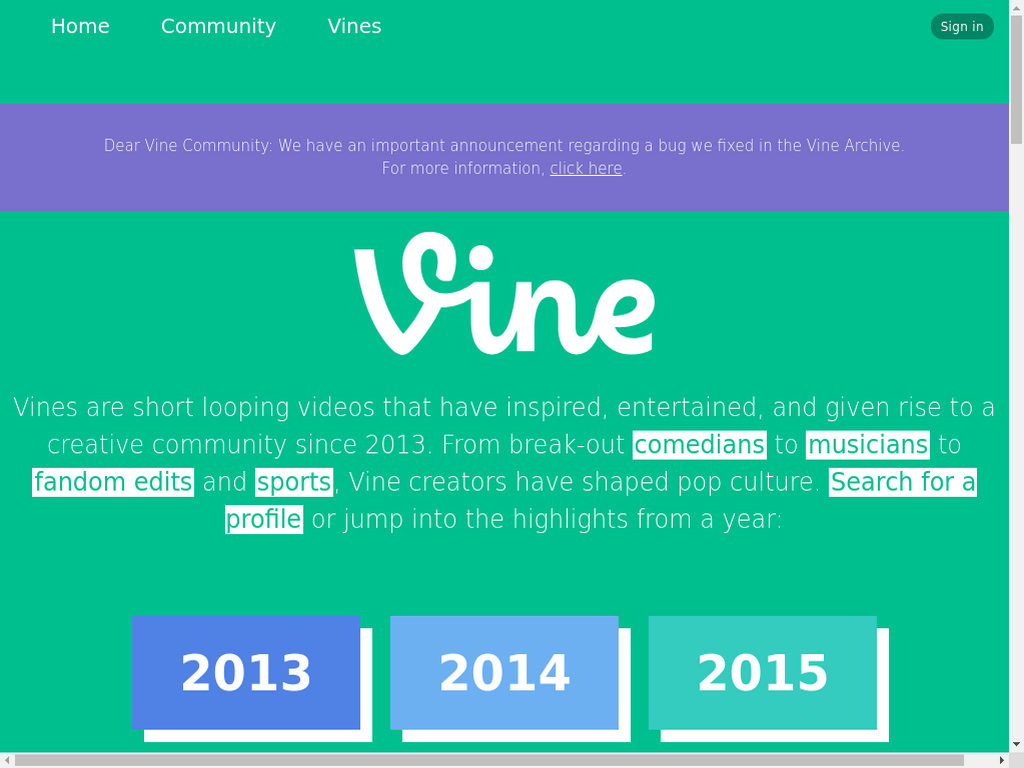 Home Community Vines Sign in
Dear Vine Community: We have an important announcement regarding a bug we fixed in the Vine Archive.
For more information, click here.
Vine
Vines are short looping videos that have inspired, entertained, and given rise to a
creative community since 2013. From break-out comedians to musicians to
fandom edits and sports, Vine creators have shaped pop culture. Search for a
profile or jump into the highlights from a year:
2013 2014 2015